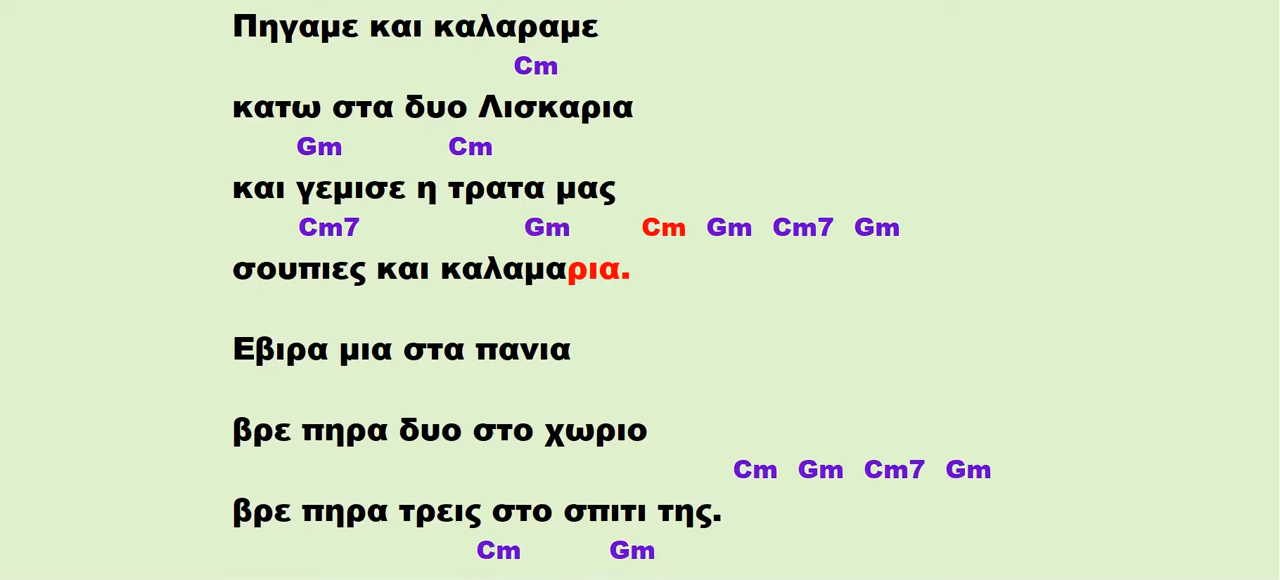 Πηγαμε και καλαραμε
Cm
κατω στα δυο Λισκαρια
Gm Cm
και γεμισε η τρατα μας
Cm7 Gm Cm Gm Cm7 Gm
σουπιες και καλαμαρια.
Εβιρα μια στα πανια
βρε πηρα δυο στο χωριο
Cm Gm Cm7 Gm
βρε πηρα τρεις στο σπιτι της.
Cm Gm